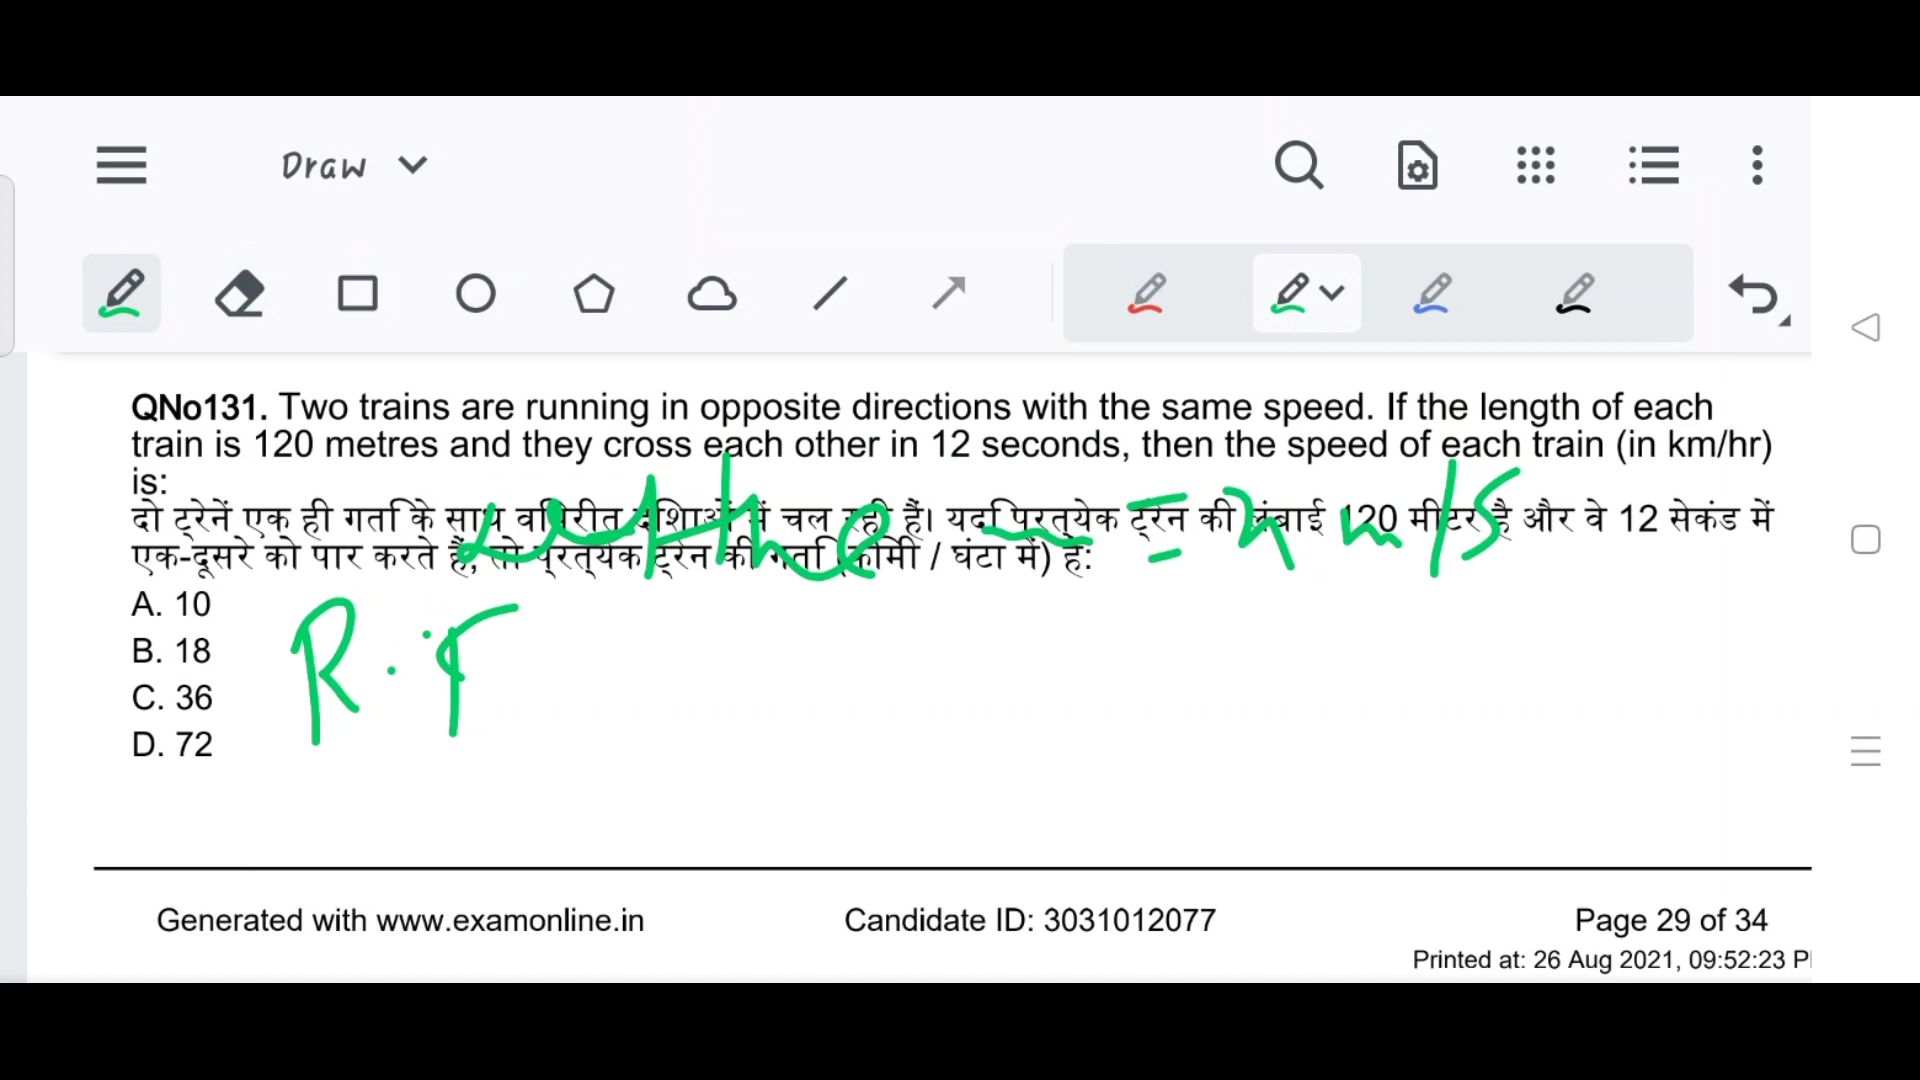 Draw
QNo131. Two trains are running in opposite directions with the same speed. If the length of each
train is 120 metres and they cross each other in 12 seconds, then the speed of each train (in km/hr)
is:
दो ट्रेनें एक ही गति के साथ विपरीत दिशाओं में चल रही हैं। यदि प्रत्येक ट्रेन की लंबाई 120 मीटर है और वे 12 सेकंड में
एक-दूसरे को पार करते हैं, तो प्रत्येक ट्रेन की गति (किमी / घंटा में) है:
let the = x m/s
A. 10
B. 18
C. 36
D. 72
R.
Generated with www.examonline.in Candidate ID: 3031012077 Page 29 of 34
Printed at: 26 Aug 2021, 09:52:23 P